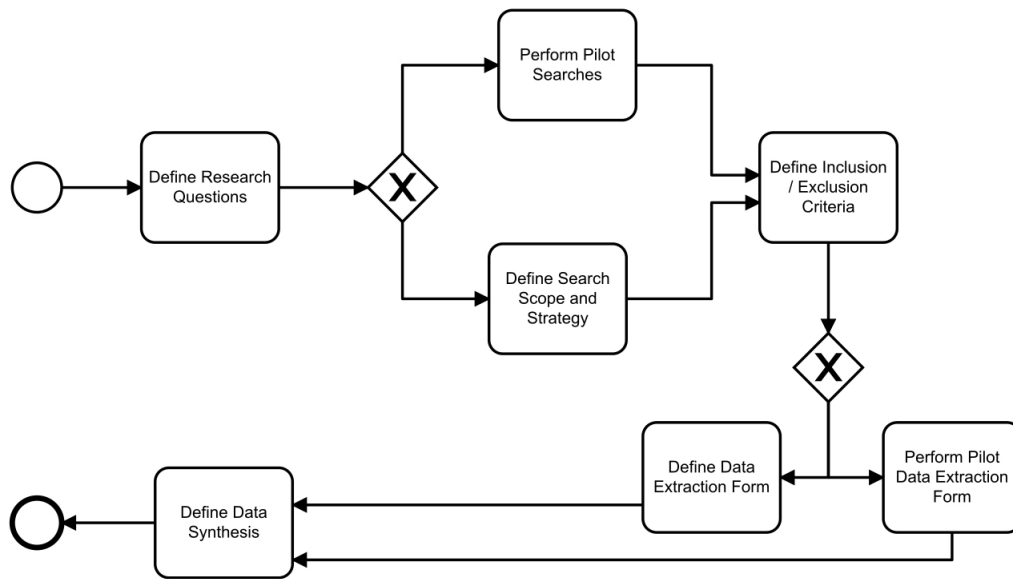 Perform Pilot
Searches
Define Research
Questions
X
Define Inclusion
/ Exclusion
Criteria
Define Search
Scope and
Strategy
X
Define Data
Extraction Form
Perform Pilot
Data Extraction
Form
Define Data
Synthesis